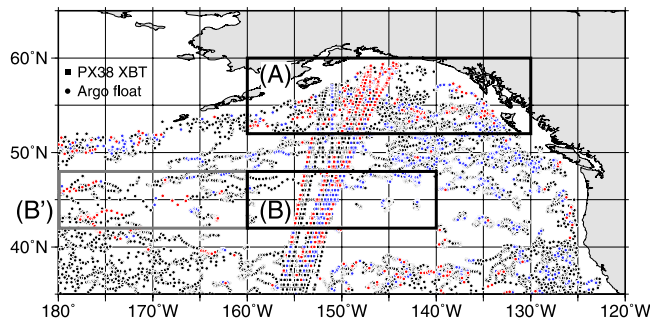 60˚N
(A)
■ PX38 XBT
● Argo float
50˚N
(B')
(B)
40˚N
180˚ 170˚W 160˚W 150˚W 140˚W 130˚W 120˚W